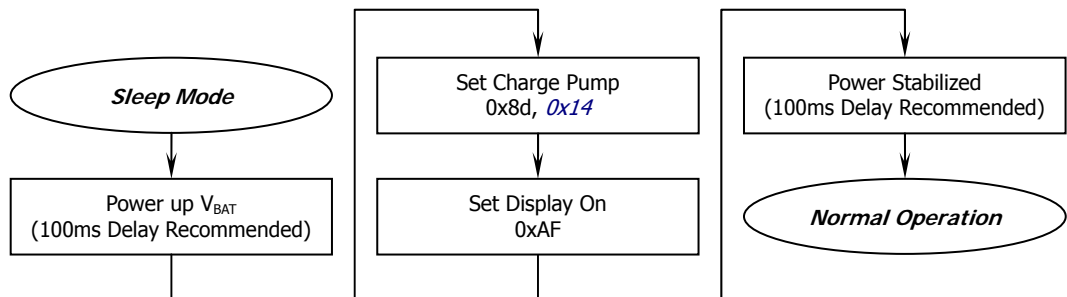 Sleep Mode
Power up VBAT
(100ms Delay Recommended)
Set Charge Pump
0x8d, 0x14
Set Display On
0xAF
Power Stabilized
(100ms Delay Recommended)
Normal Operation